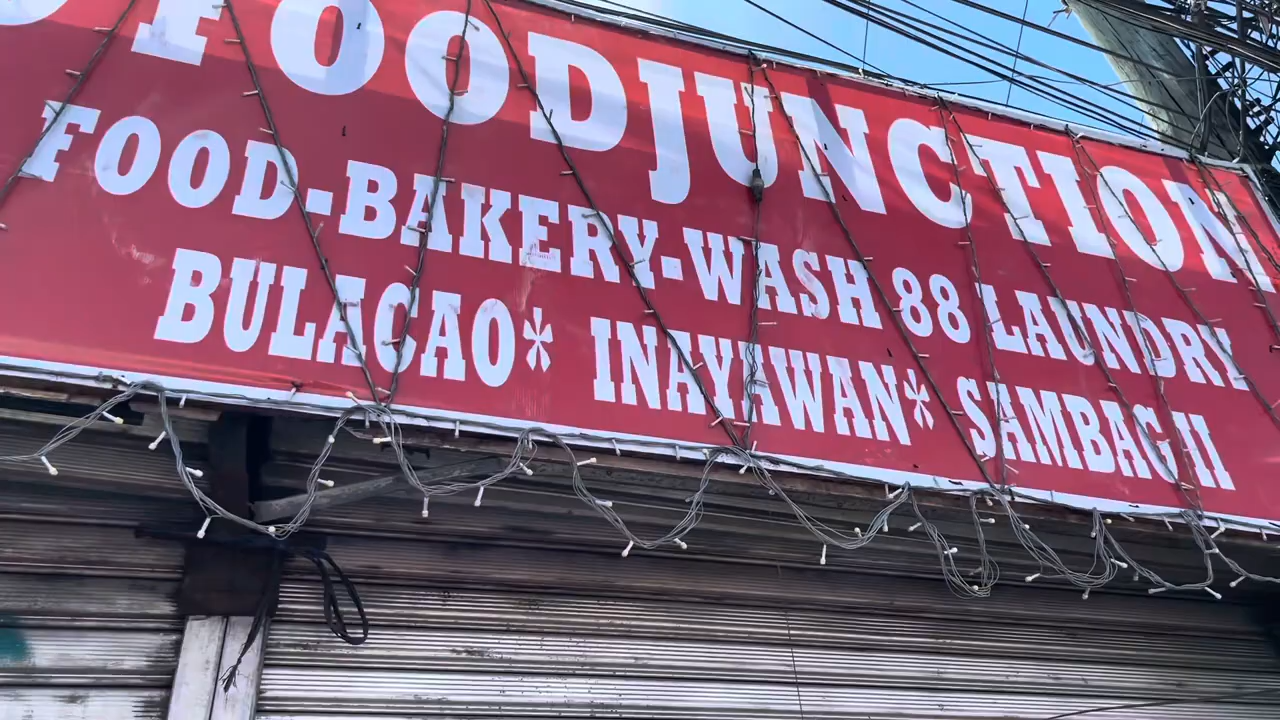 FOODJUNCTION
FOOD-BAKERY-WASH 88 LAUNDRY
BULACAO* INAYAWAN* SAMBAG II